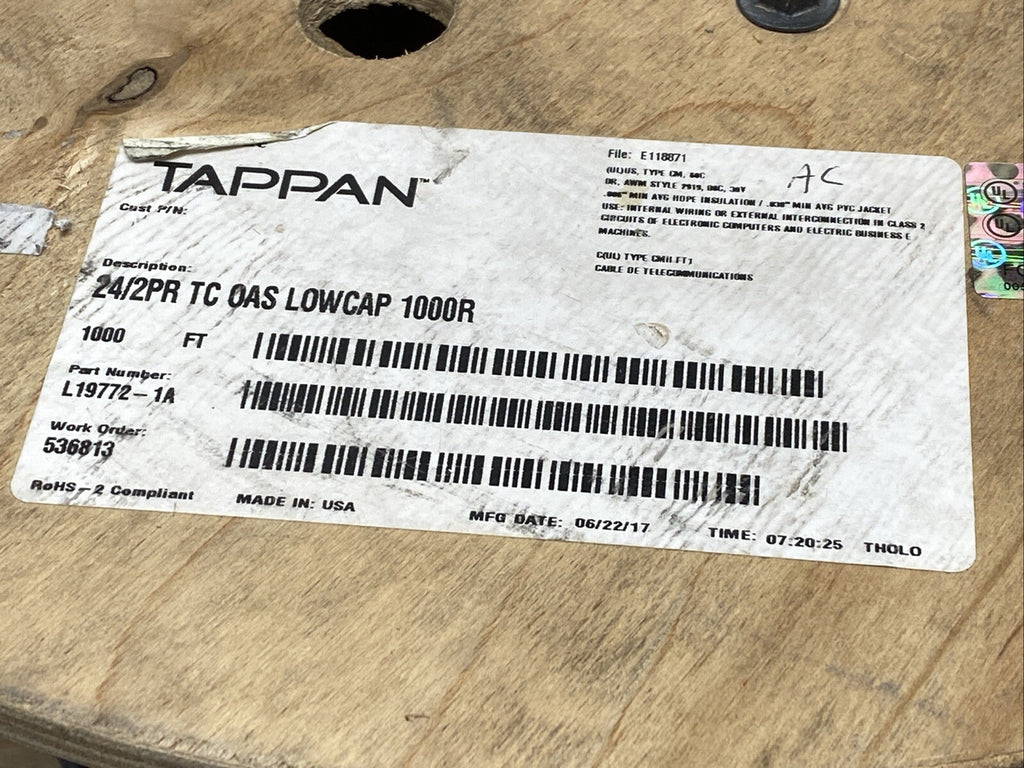 TAPPAN™
Cust P/N:
File: E118871
AC
(UL)US, TYPE CM, 60C
OR, AWM STYLE 2919, 80C, 30V
MIN AVG HDPE INSULATION / MIN AVG PVC JACKET
USE: INTERNAL WIRING OR EXTERNAL INTERCONNECTION IN CLASS 2
CIRCUITS OF ELECTRONIC COMPUTERS AND ELECTRIC BUSINESS E
MACHINES.
C(UL) TYPE CMH FT1
CABLE DE TELECOMMUNICATIONS
Description:
24/2PR TC OAS LOWCAP 1000R
1000 FT
Part Number:
L19772-1A
Work Order:
536813
RoHS-2 Compliant
MADE IN: USA
MFG DATE: 06/22/17
TIME: 07:20:25 THOLO
UL
UL